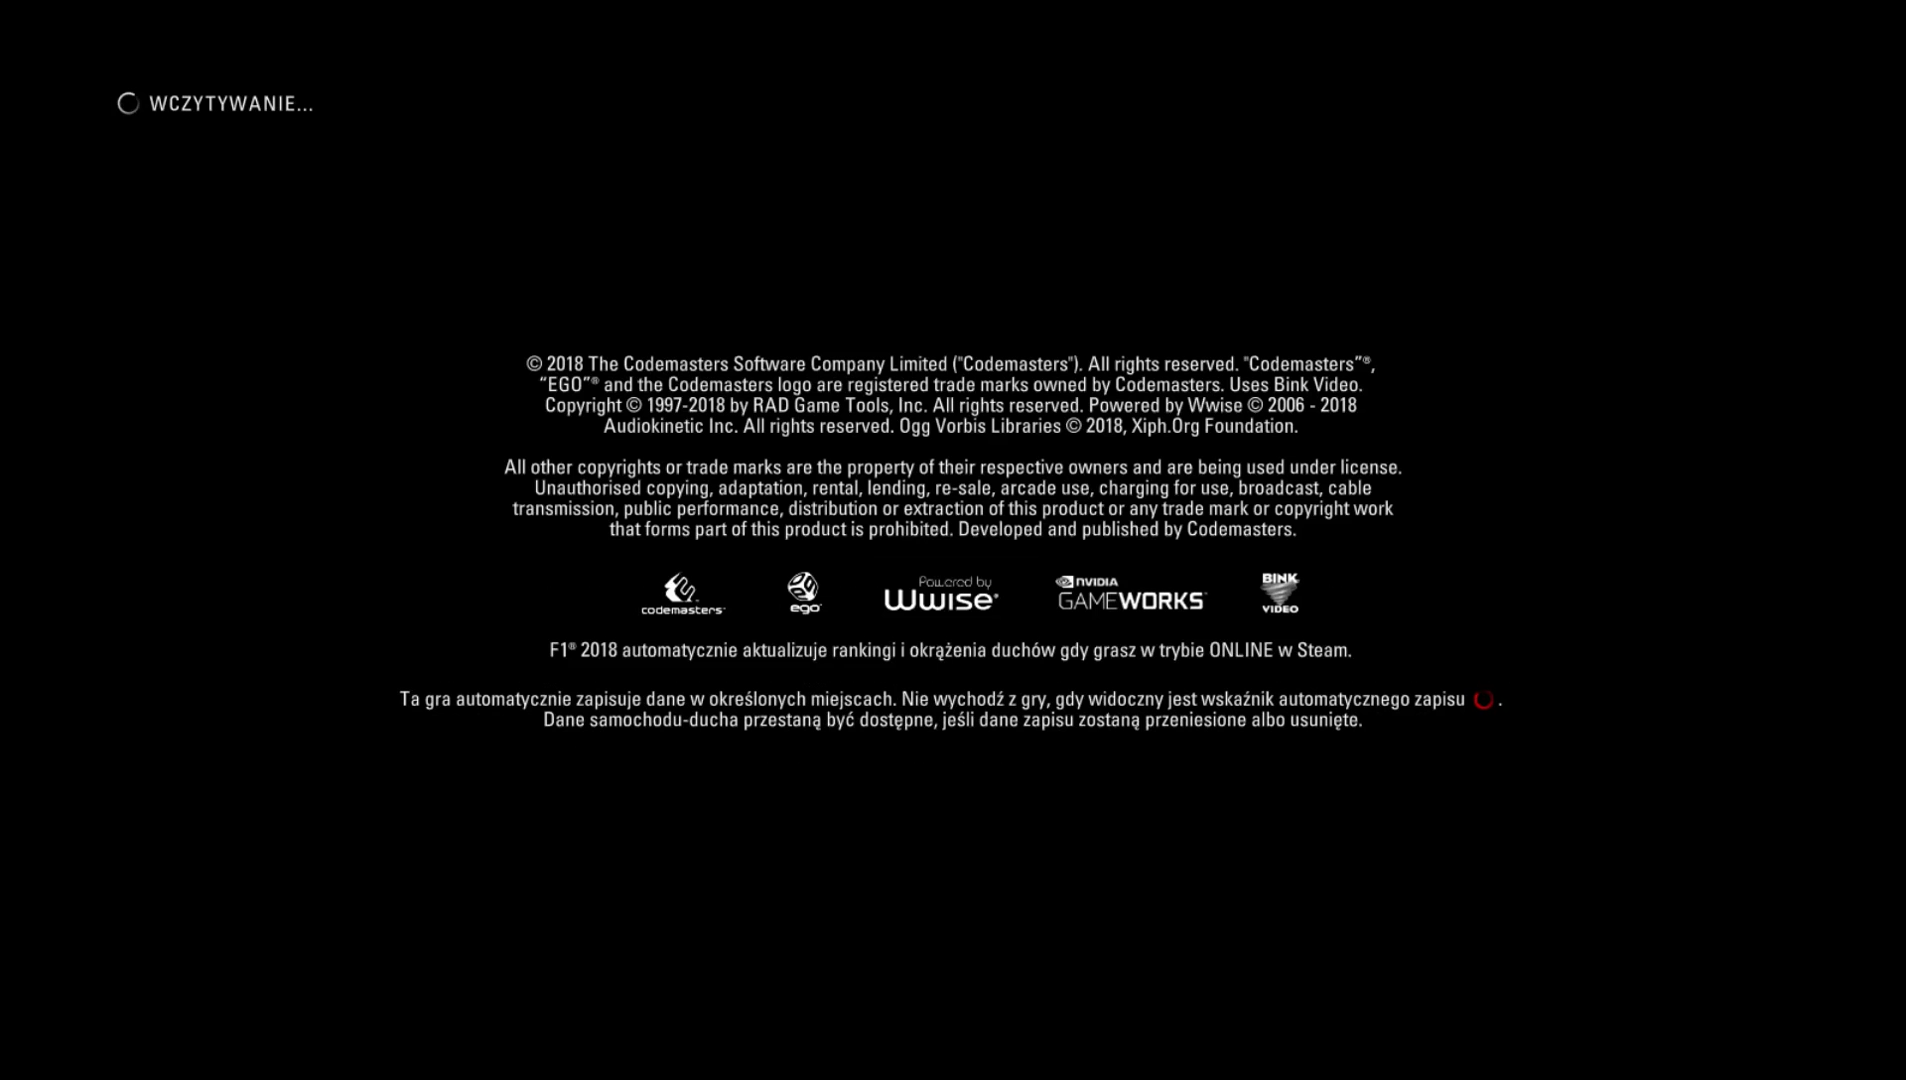 WCZYTYWANIE...
© 2018 The Codemasters Software Company Limited ("Codemasters"). All rights reserved. "Codemasters”®,
“EGO”® and the Codemasters logo are registered trade marks owned by Codemasters. Uses Bink Video.
Copyright © 1997-2018 by RAD Game Tools, Inc. All rights reserved. Powered by Wwise © 2006 - 2018
Audiokinetic Inc. All rights reserved. Ogg Vorbis Libraries © 2018, Xiph.Org Foundation.
All other copyrights or trade marks are the property of their respective owners and are being used under license.
Unauthorised copying, adaptation, rental, lending, re-sale, arcade use, charging for use, broadcast, cable
transmission, public performance, distribution or extraction of this product or any trade mark or copyright work
that forms part of this product is prohibited. Developed and published by Codemasters.
codemasters™
ego®
Powered by
Wwise®
NVIDIA
GAMEWORKS™
BINK
VIDEO
F1® 2018 automatycznie aktualizuje rankingi i okrążenia duchów gdy grasz w trybie ONLINE w Steam.
Ta gra automatycznie zapisuje dane w określonych miejscach. Nie wychodź z gry, gdy widoczny jest wskaźnik automatycznego zapisu .
Dane samochodu-ducha przestaną być dostępne, jeśli dane zapisu zostaną przeniesione albo usunięte.